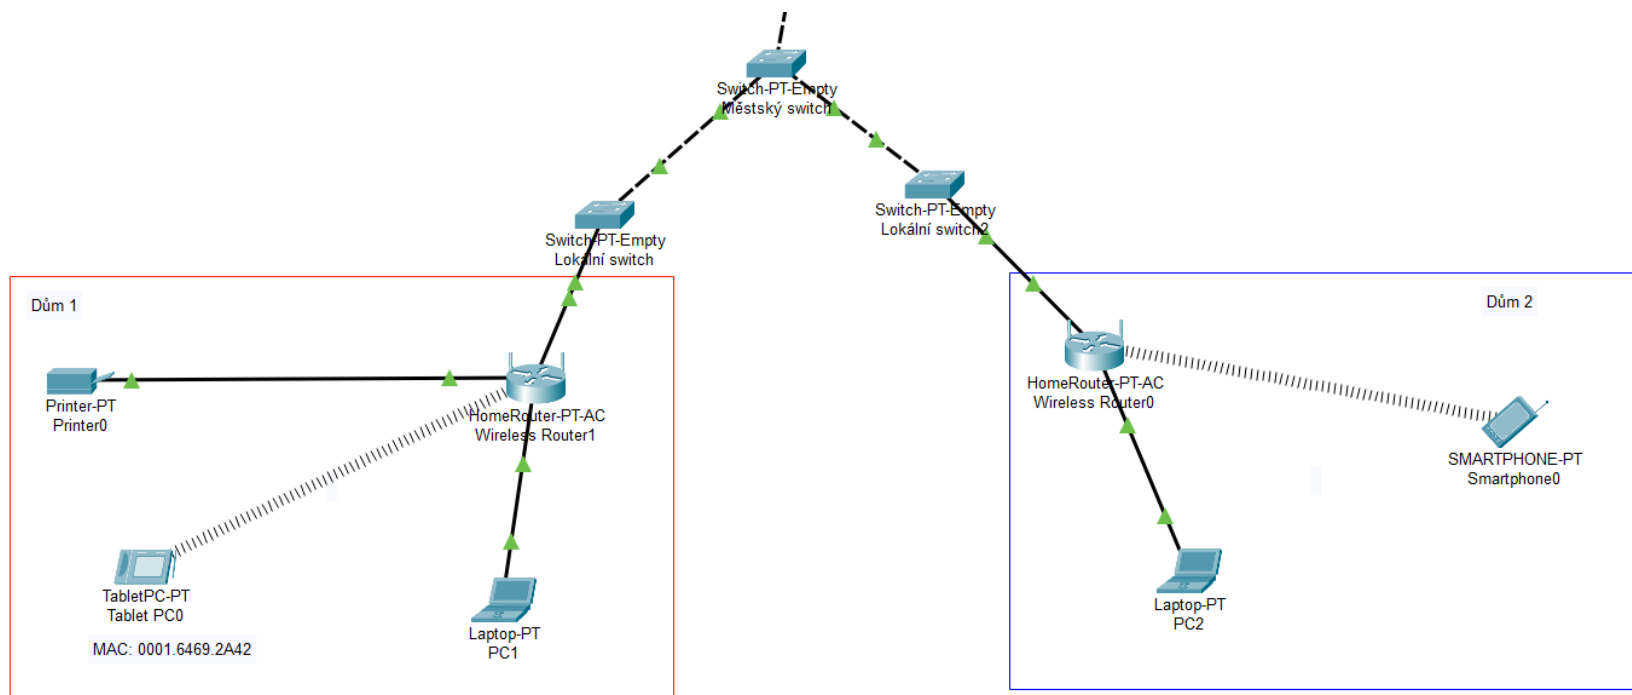 Switch-PT-Empty
Městský switch
Switch-PT-Empty
Lokální switch2
Switch-PT-Empty
Lokální switch
Dům 1
Dům 2
Printer-PT
Printer0
HomeRouter-PT-AC
Wireless Router1
HomeRouter-PT-AC
Wireless Router0
SMARTPHONE-PT
Smartphone0
TabletPC-PT
Tablet PC0
MAC: 0001.6469.2A42
Laptop-PT
PC1
Laptop-PT
PC2